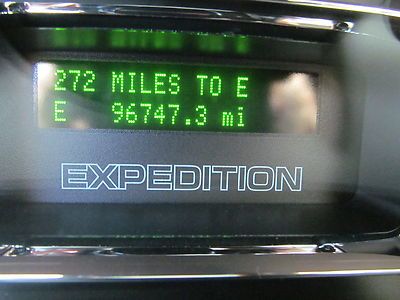 272 MILES TO E
E 96747.3 mi
EXPEDITION